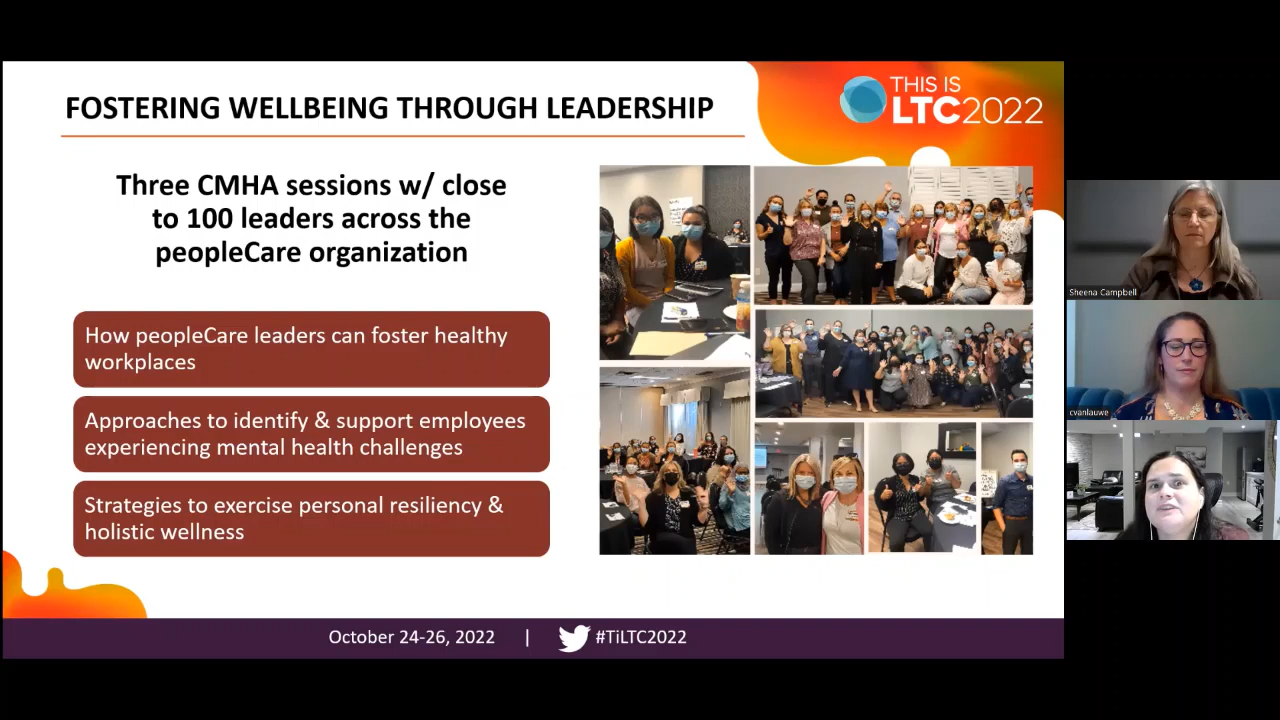 FOSTERING WELLBEING THROUGH LEADERSHIP
THIS IS
LTC2022
Three CMHA sessions w/ close
to 100 leaders across the
peopleCare organization
How peopleCare leaders can foster healthy
workplaces
Approaches to identify & support employees
experiencing mental health challenges
Strategies to exercise personal resiliency &
holistic wellness
October 24-26, 2022 | #TiLTC2022
Sheena Campbell
cvanlauwe